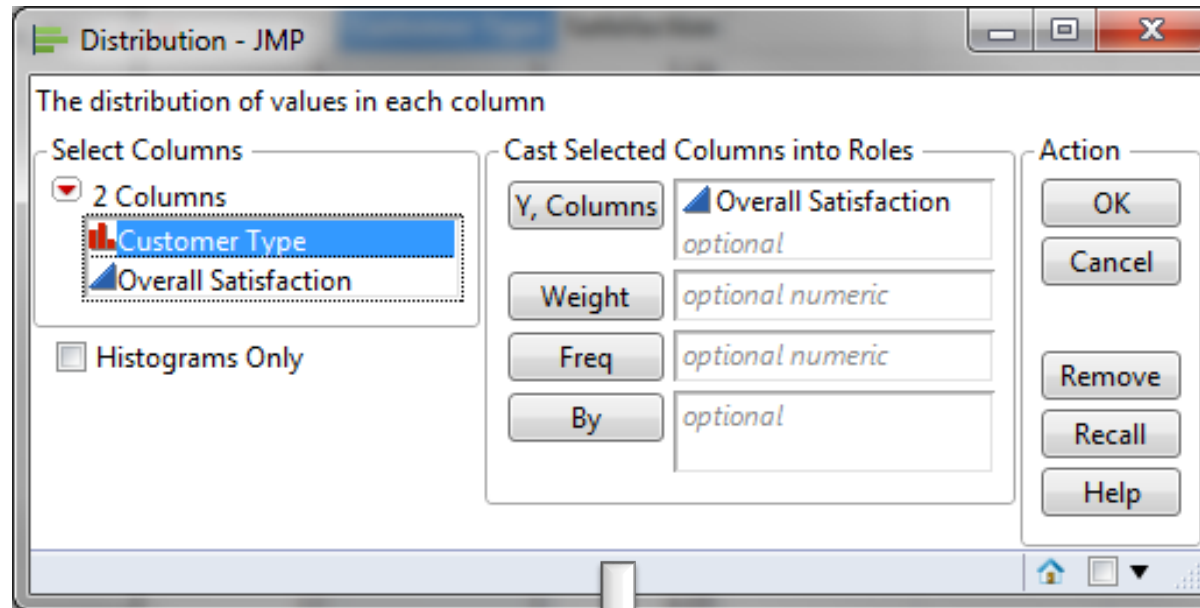 Distribution - JMP
The distribution of values in each column
Select Columns
2 Columns
Customer Type
Overall Satisfaction
Histograms Only
Cast Selected Columns into Roles
Y, Columns
Overall Satisfaction
optional
Weight
optional numeric
Freq
optional numeric
By
optional
Action
OK
Cancel
Remove
Recall
Help